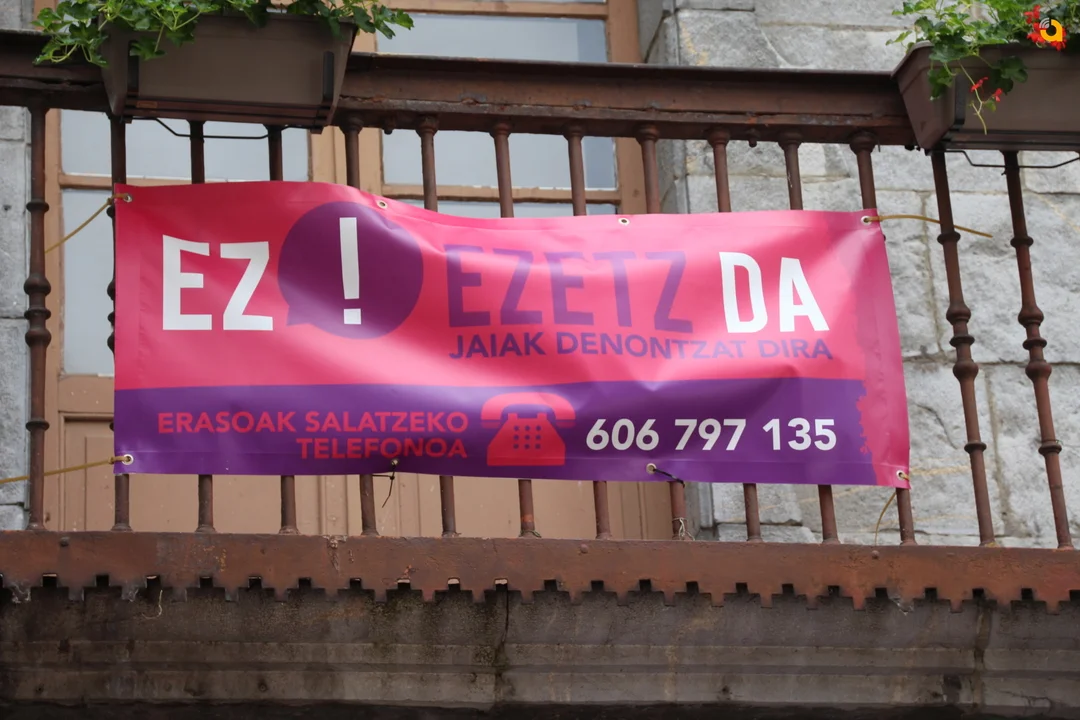 EZ ! EZETZ DA
JAIAK DENONTZAT DIRA
ERASOAK SALATZEKO
TELEFONOA
606 797 135